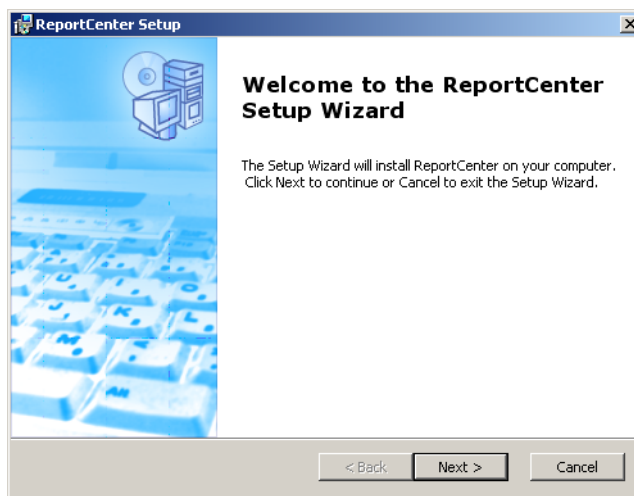 ReportCenter Setup
Welcome to the ReportCenter
Setup Wizard
The Setup Wizard will install ReportCenter on your computer.
Click Next to continue or Cancel to exit the Setup Wizard.
U I O
J K L
M
Alt
< Back Next > Cancel